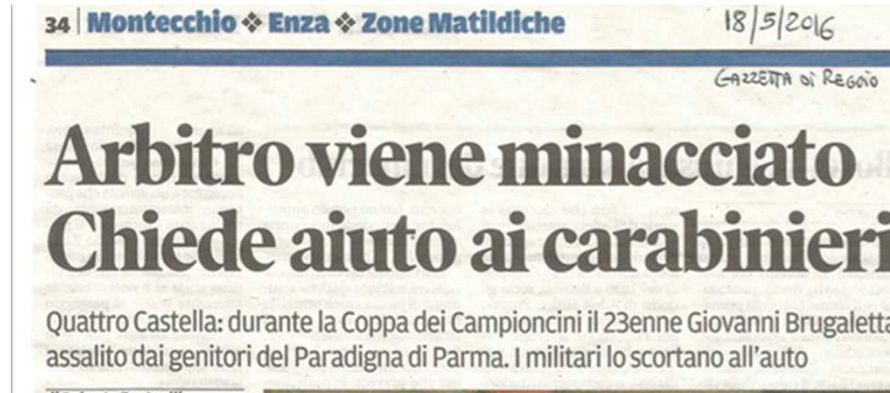 34 | Montecchio ❖ Enza ❖ Zone Matildiche
18/5/2016
GAZZETTA DI REGGIO
Arbitro viene minacciato
Chiede aiuto ai carabinieri
Quattro Castella: durante la Coppa dei Campioncini il 23enne Giovanni Brugaletta
assalito dai genitori del Paradigna di Parma. I militari lo scortano all'auto